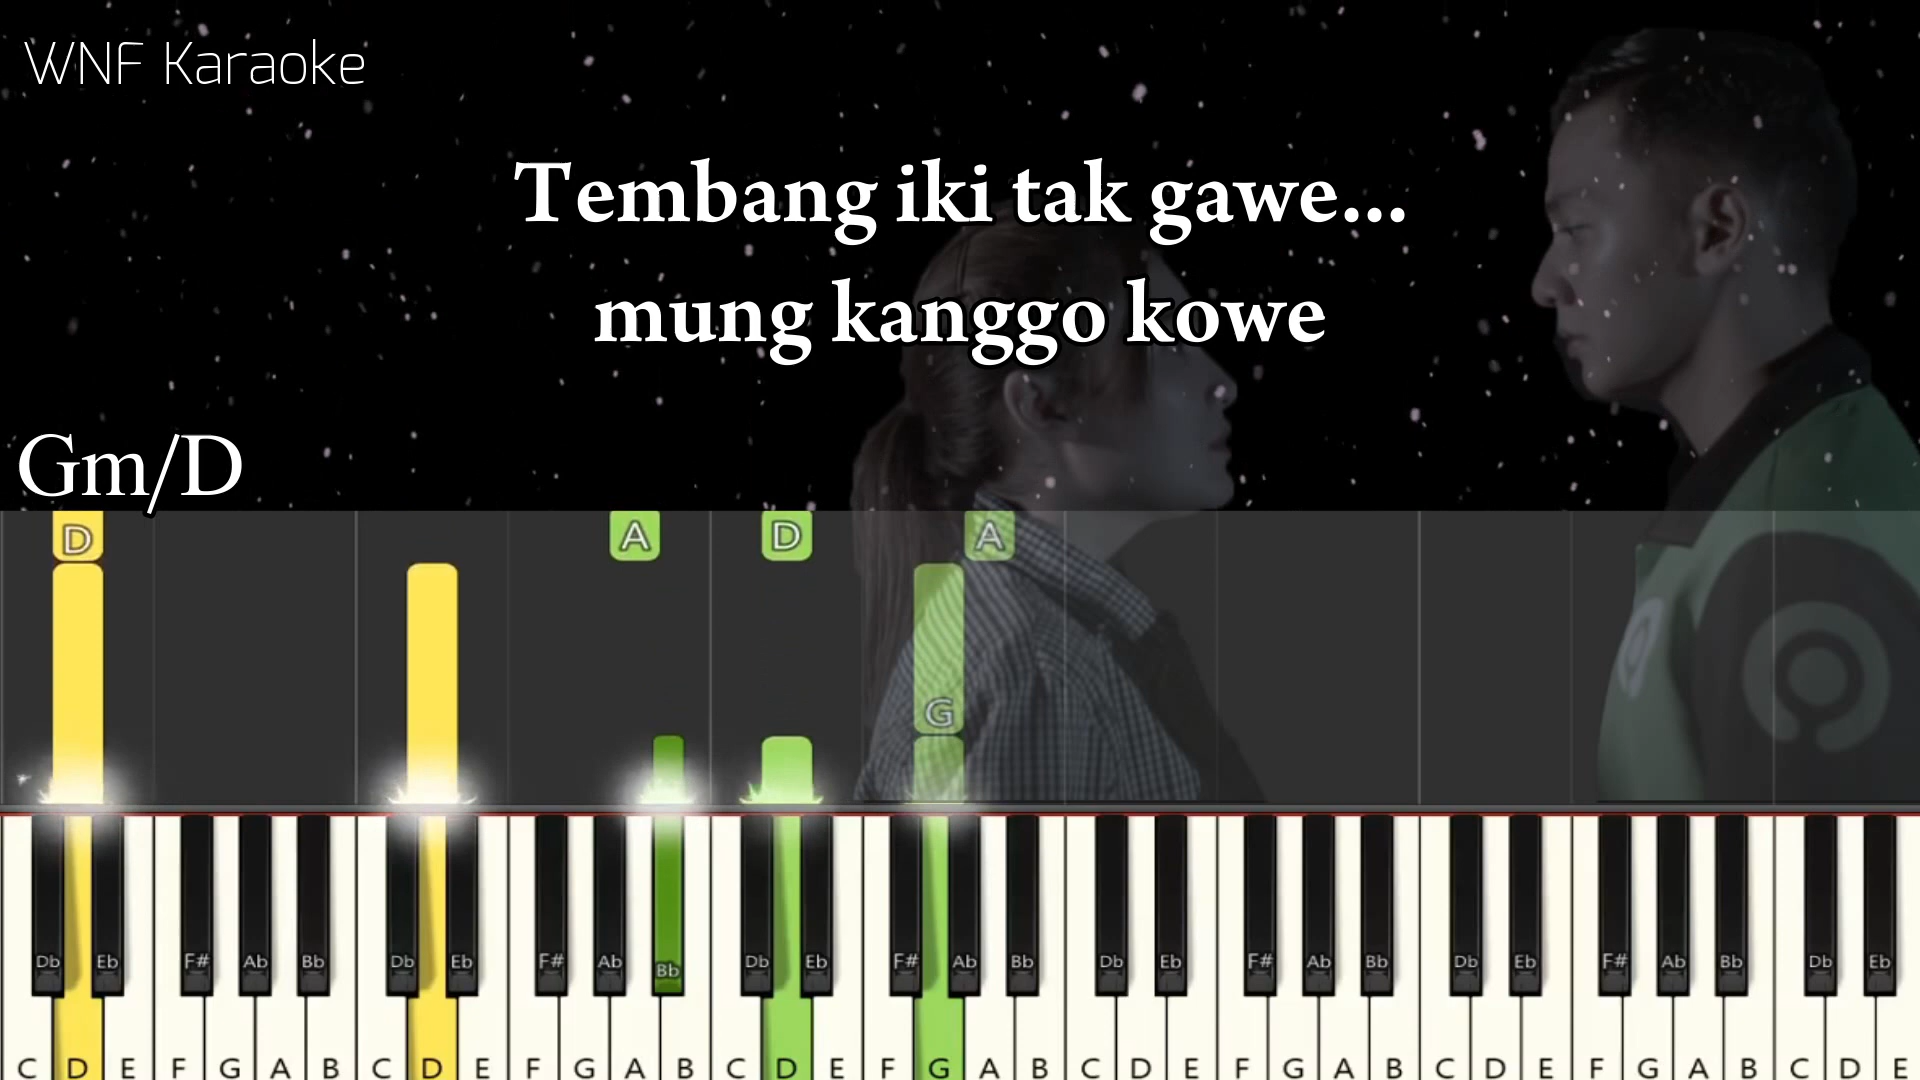 WNF Karaoke
Tembang iki tak gawe...
mung kanggo kowe
Gm/D
D A D A
G
Bb
Db Eb F# Ab Bb Db Eb F# Ab Db Eb F# Ab Bb Db Eb F# Ab Bb Db Eb F# Ab Bb Db Eb
C D E F G A B C D E F G A B C D E F G A B C D E F G A B C D E F G A B C D E